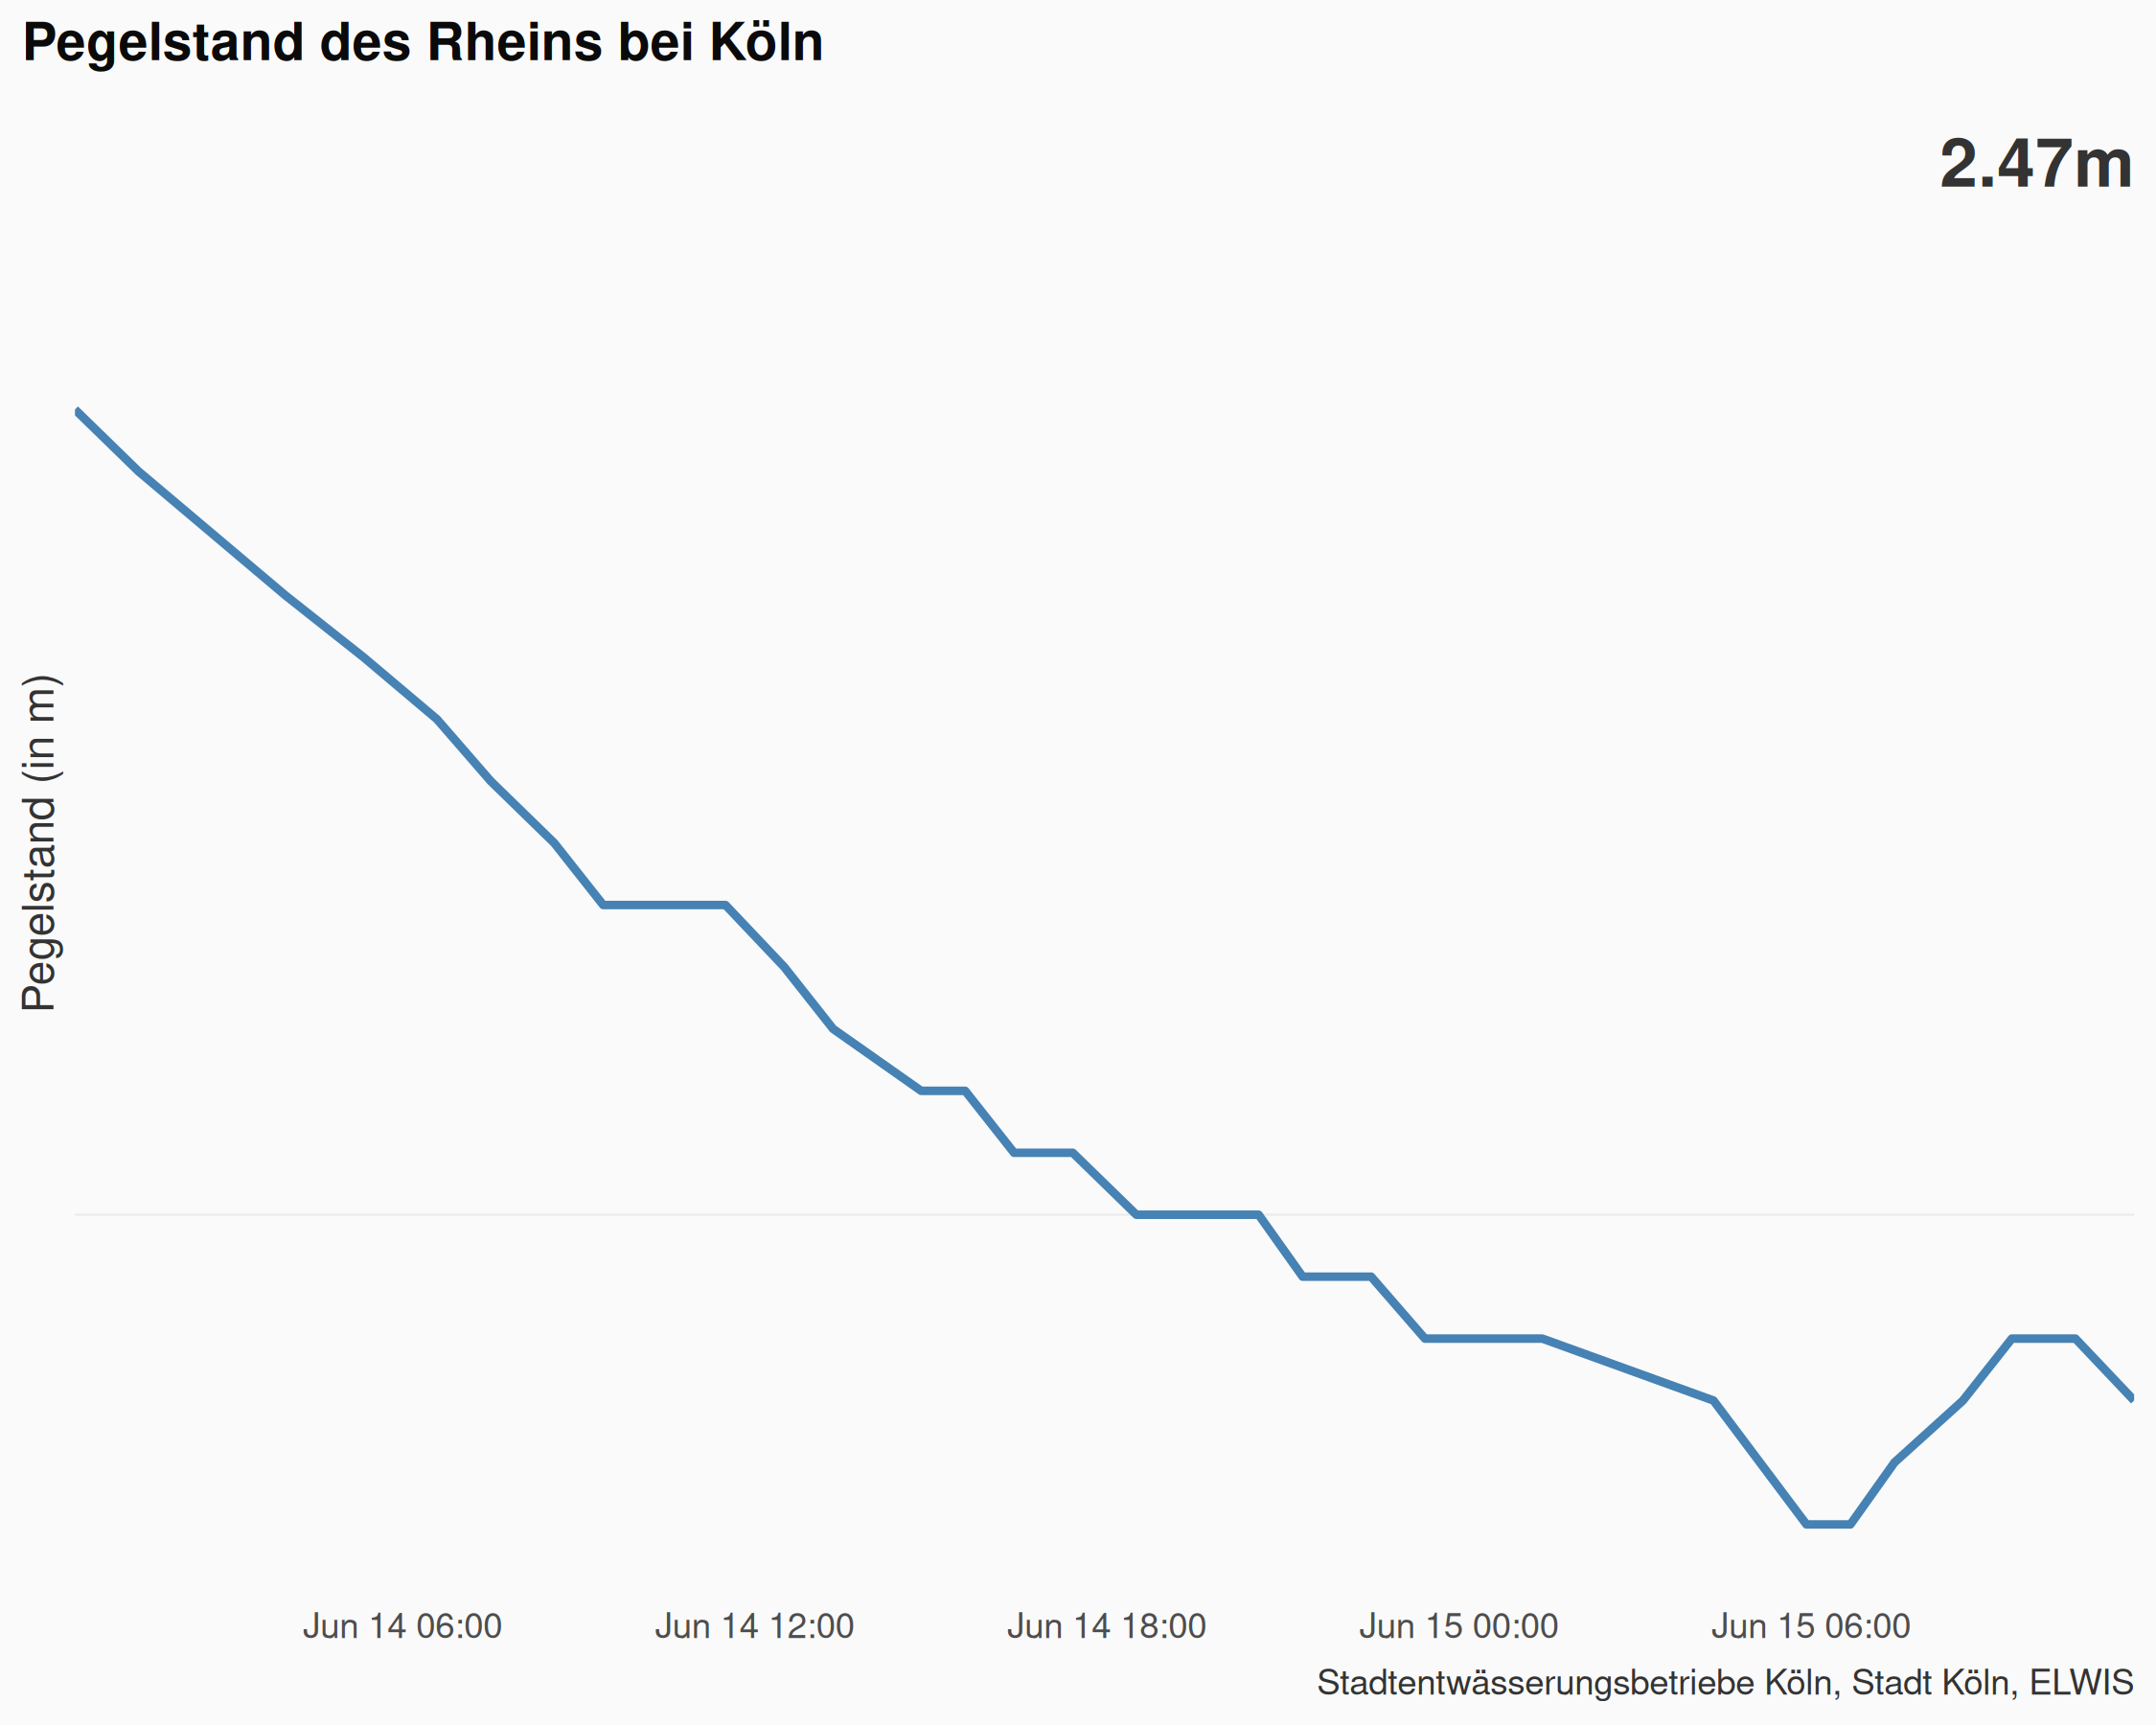 Pegelstand des Rheins bei Köln
2.47m
Pegelstand (in m)
Jun 14 06:00 Jun 14 12:00 Jun 14 18:00 Jun 15 00:00 Jun 15 06:00
Stadtentwässerungsbetriebe Köln, Stadt Köln, ELWIS